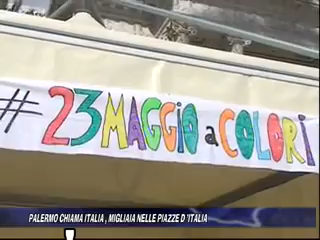 #23MAGGIO a COLORI
PALERMO CHIAMA ITALIA , MIGLIAIA NELLE PIAZZE D 'ITALIA